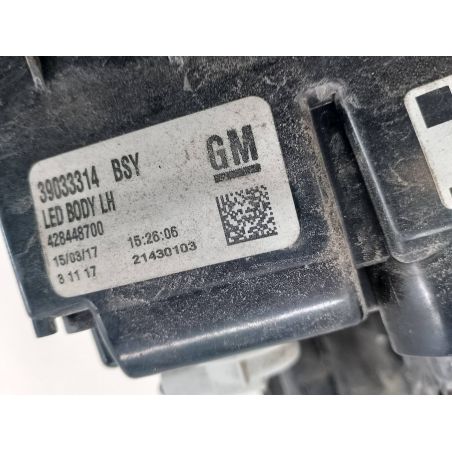 39033314 BSY
GM
LED BODY LH
428448700
15/03/17 15:26:06
3 11 17 21430103